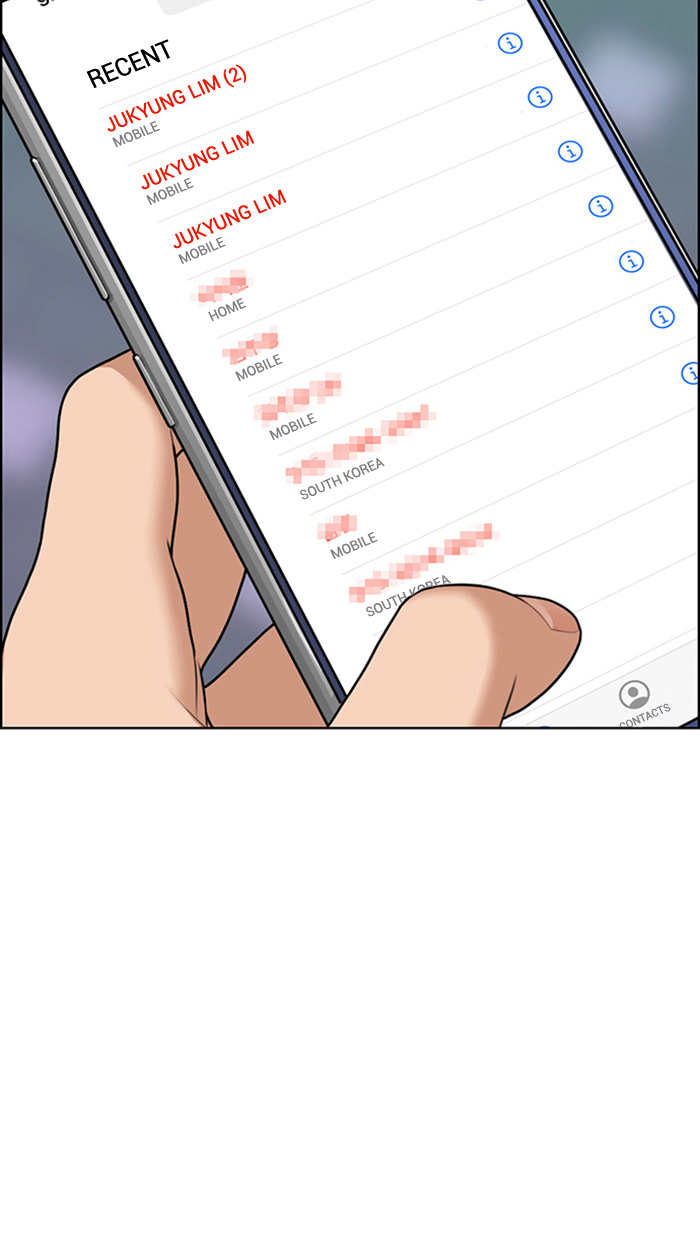 RECENT
JUKYUNG LIM (2)
MOBILE
JUKYUNG LIM
MOBILE
JUKYUNG LIM
MOBILE
HOME
MOBILE
MOBILE
SOUTH KOREA
MOBILE
SOUTH KOREA
CONTACTS